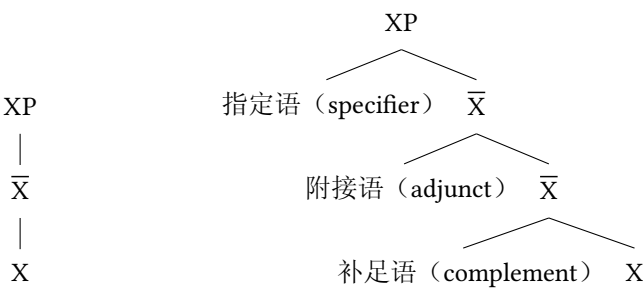 XP
XP 指定语（specifier） X̅
X̅ 附接语（adjunct） X̅
X 补足语（complement） X